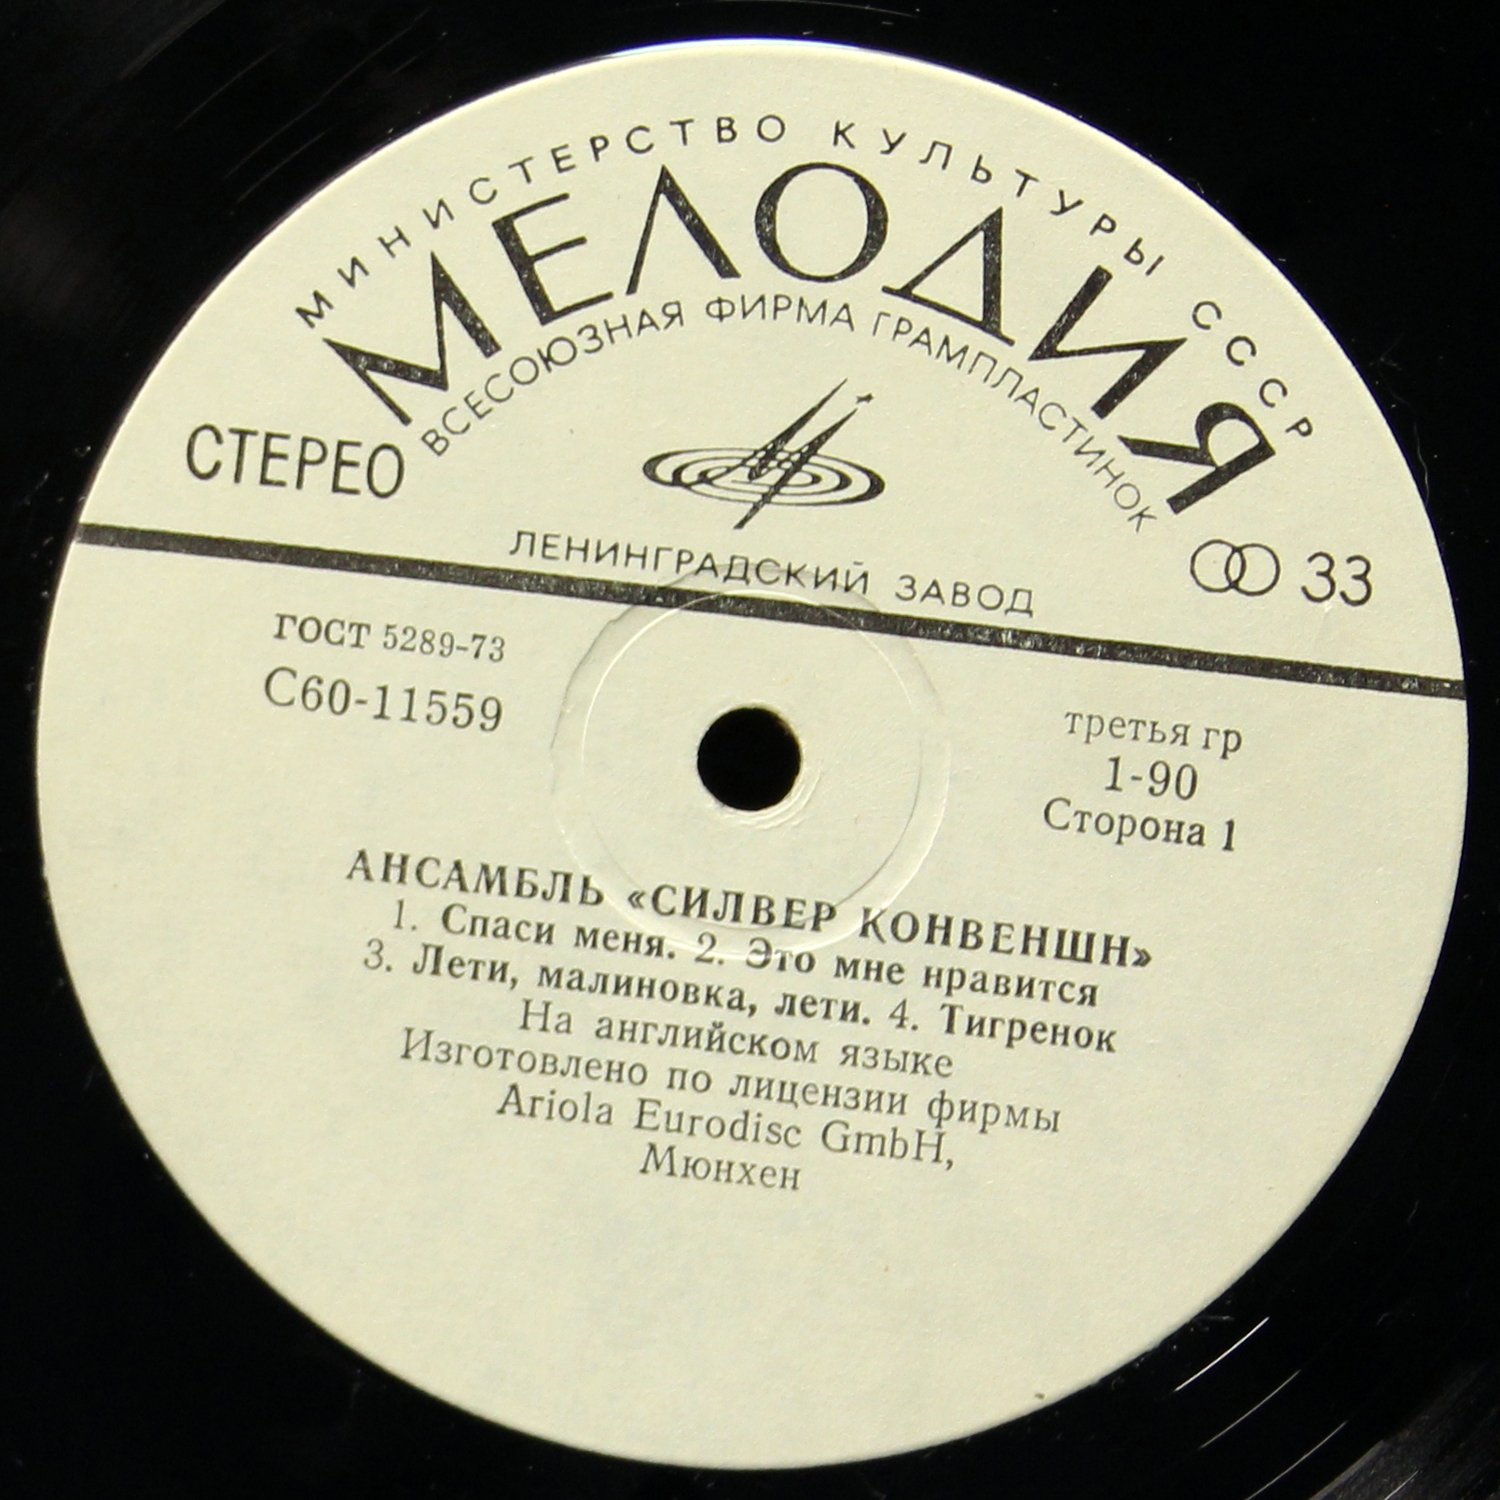 МИНИСТЕРСТВО КУЛЬТУРЫ СССР
МЕЛОДИЯ
ВСЕСОЮЗНАЯ ФИРМА ГРАМПЛАСТИНОК
СТЕРЕО
ЛЕНИНГРАДСКИЙ ЗАВОД
33
ГОСТ 5289-73
С60-11559
третья гр
1-90
Сторона 1
АНСАМБЛЬ «СИЛВЕР КОНВЕНШН»
1. Спаси меня. 2. Это мне нравится
3. Лети, малиновка, лети. 4. Тигренок
На английском языке
Изготовлено по лицензии фирмы
Ariola Eurodisc GmbH,
Мюнхен